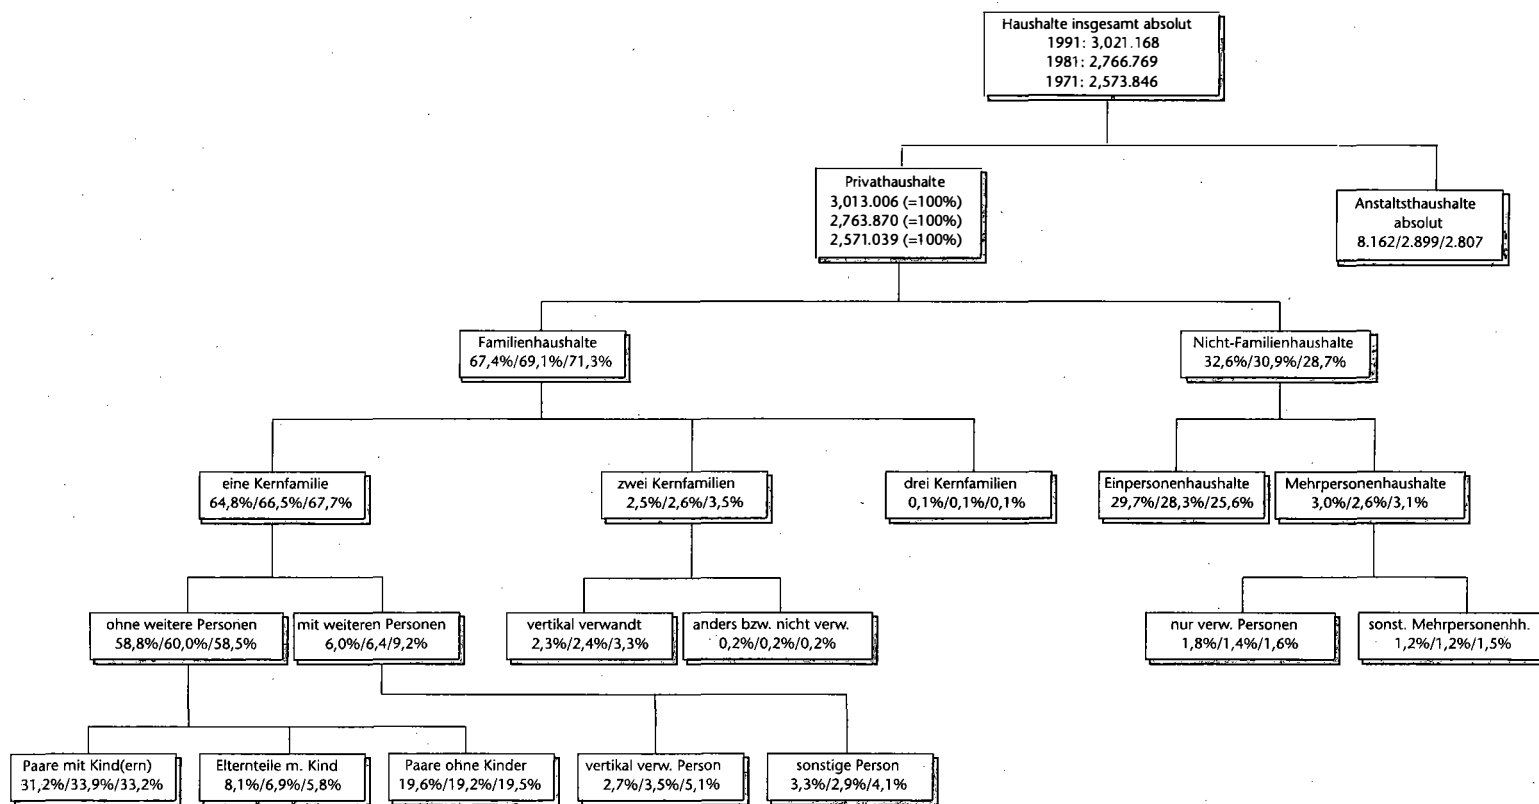 Haushalte insgesamt absolut
1991: 3,021.168
1981: 2,766.769
1971: 2,573.846
Privathaushalte
3,013.006 (=100%)
2,763.870 (=100%)
2,571.039 (=100%)
Anstaltshaushalte
absolut
8.162/2.899/2.807
Familienhaushalte
67,4%/69,1%/71,3%
Nicht-Familienhaushalte
32,6%/30,9%/28,7%
eine Kernfamilie
64,8%/66,5%/67,7%
zwei Kernfamilien
2,5%/2,6%/3,5%
drei Kernfamilien
0,1%/0,1%/0,1%
Einpersonenhaushalte
29,7%/28,3%/25,6%
Mehrpersonenhaushalte
3,0%/2,6%/3,1%
ohne weitere Personen
58,8%/60,0%/58,5%
mit weiteren Personen
6,0%/6,4/9,2%
vertikal verwandt
2,3%/2,4%/3,3%
anders bzw. nicht verw.
0,2%/0,2%/0,2%
nur verw. Personen
1,8%/1,4%/1,6%
sonst. Mehrpersonenhh.
1,2%/1,2%/1,5%
Paare mit Kind(ern)
31,2%/33,9%/33,2%
Elternteile m. Kind
8,1%/6,9%/5,8%
Paare ohne Kinder
19,6%/19,2%/19,5%
vertikal verw. Person
2,7%/3,5%/5,1%
sonstige Person
3,3%/2,9%/4,1%